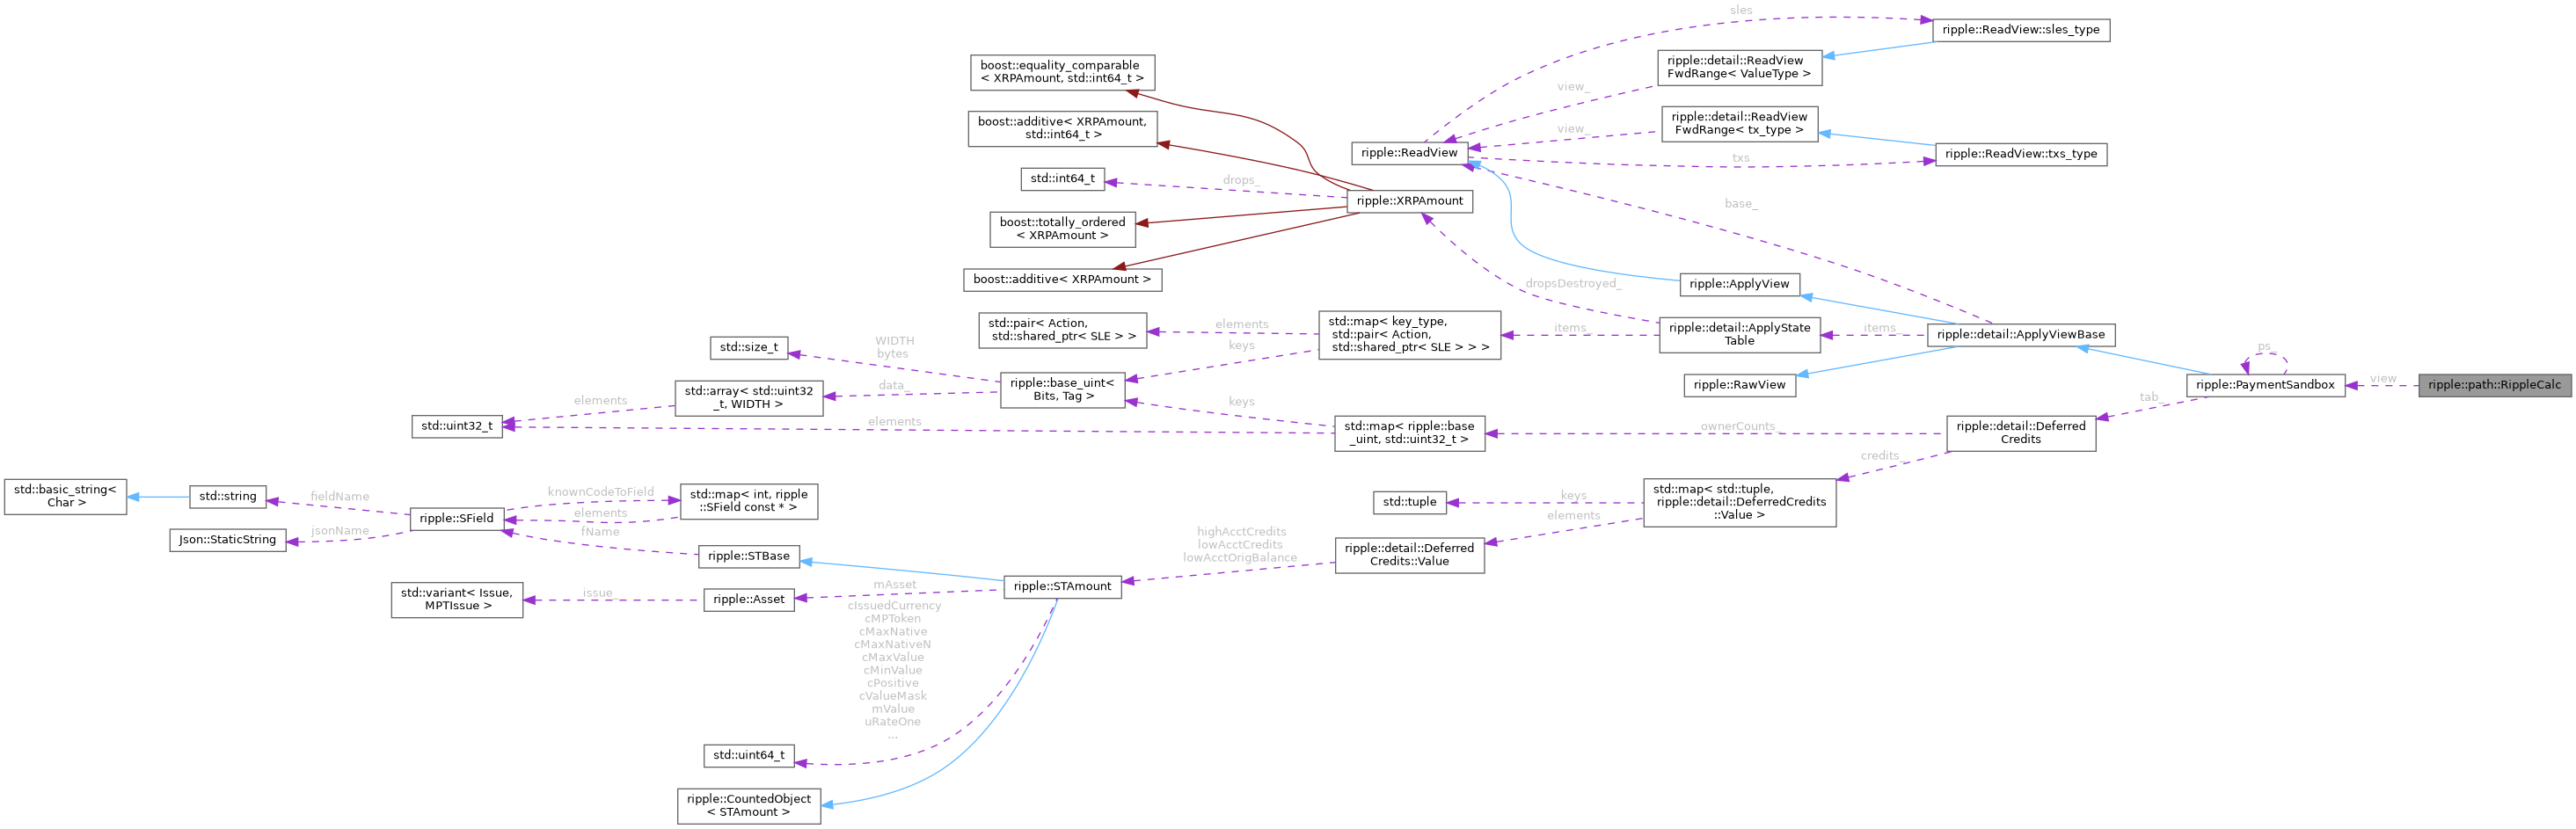 sles
ripple::ReadView::sles_type
boost::equality_comparable
< XRPAmount, std::int64_t >
ripple::detail::ReadView
FwdRange< ValueType >
view_
boost::additive< XRPAmount,
std::int64_t >
ripple::detail::ReadView
FwdRange< tx_type >
view_
ripple::ReadView
txs
ripple::ReadView::txs_type
std::int64_t
drops_
ripple::XRPAmount
base_
boost::totally_ordered
< XRPAmount >
boost::additive< XRPAmount >
dropsDestroyed_
ripple::ApplyView
std::pair< Action,
std::shared_ptr< SLE > >
elements
keys
std::map< key_type,
std::pair< Action,
std::shared_ptr< SLE > > >
items_
ripple::detail::ApplyState
Table
items_
ripple::detail::ApplyViewBase
std::size_t
WIDTH
bytes
ps_
std::array< std::uint32
_t, WIDTH >
data_
ripple::base_uint<
Bits, Tag >
ripple::RawView
ripple::PaymentSandbox
view
ripple::path::RippleCalc
tab_
std::uint32_t
elements
elements
keys
std::map< ripple::base
_uint, std::uint32_t >
ownerCounts_
ripple::detail::Deferred
Credits
credits_
std::basic_string<
Char >
std::string
fieldName
knownCodeToField
elements
std::map< int, ripple
::SField const * >
std::tuple
keys
elements
std::map< std::tuple,
ripple::detail::DeferredCredits
::Value >
Json::StaticString
jsonName
ripple::SField
fName
ripple::STBase
highAcctCredits
lowAcctCredits
lowAcctOrigBalance
ripple::detail::Deferred
Credits::Value
std::variant< Issue,
MPTIssue >
issue_
ripple::Asset
mAsset
ripple::STAmount
cIssuedCurrency
cMPToken
cMaxNative
cMaxNativeN
cMaxValue
cMinValue
cPositive
cValueMask
mValue
uRateOne
...
std::uint64_t
ripple::CountedObject
< STAmount >